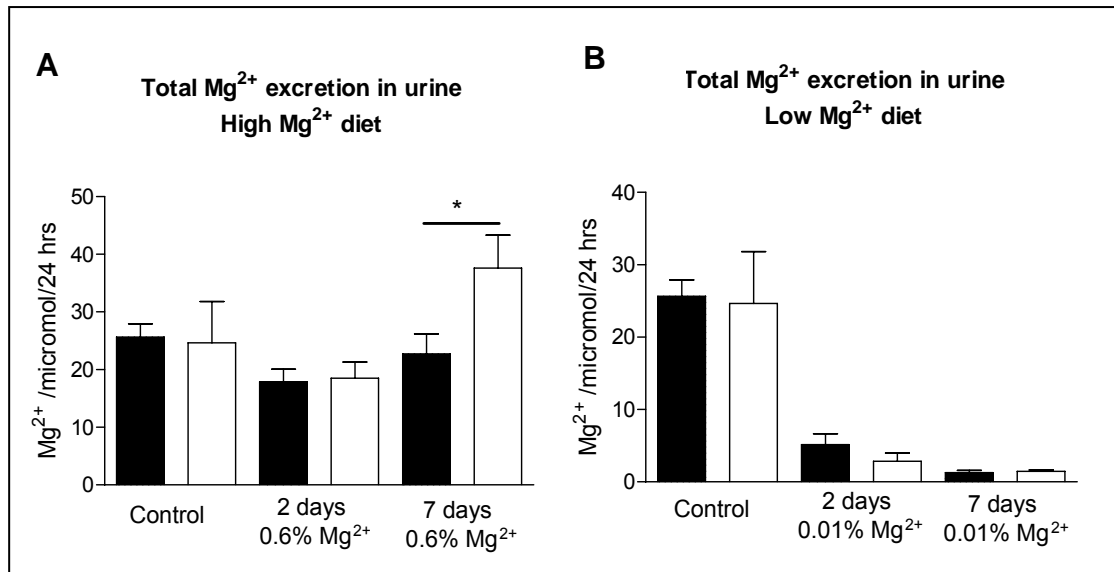 A
Total Mg²⁺ excretion in urine
High Mg²⁺ diet
Mg²⁺ /micromol/24 hrs
50
40
30
20
10
0
*
Control
2 days
0.6% Mg²⁺
7 days
0.6% Mg²⁺
B
Total Mg²⁺ excretion in urine
Low Mg²⁺ diet
Mg²⁺ /micromol/24 hrs
40
30
20
10
0
Control
2 days
0.01% Mg²⁺
7 days
0.01% Mg²⁺